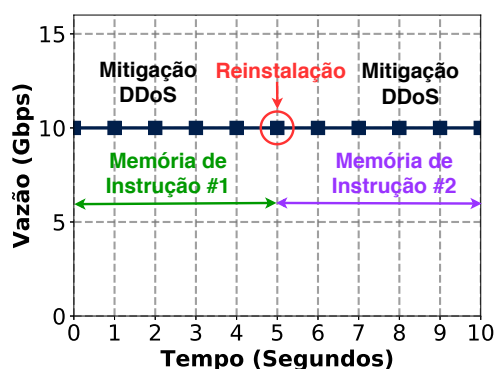 15
10
5
0
Vazão (Gbps)
Mitigação
DDoS
Reinstalação
Mitigação
DDoS
Memória de
Instrução #1
Memória de
Instrução #2
0 1 2 3 4 5 6 7 8 9 10
Tempo (Segundos)